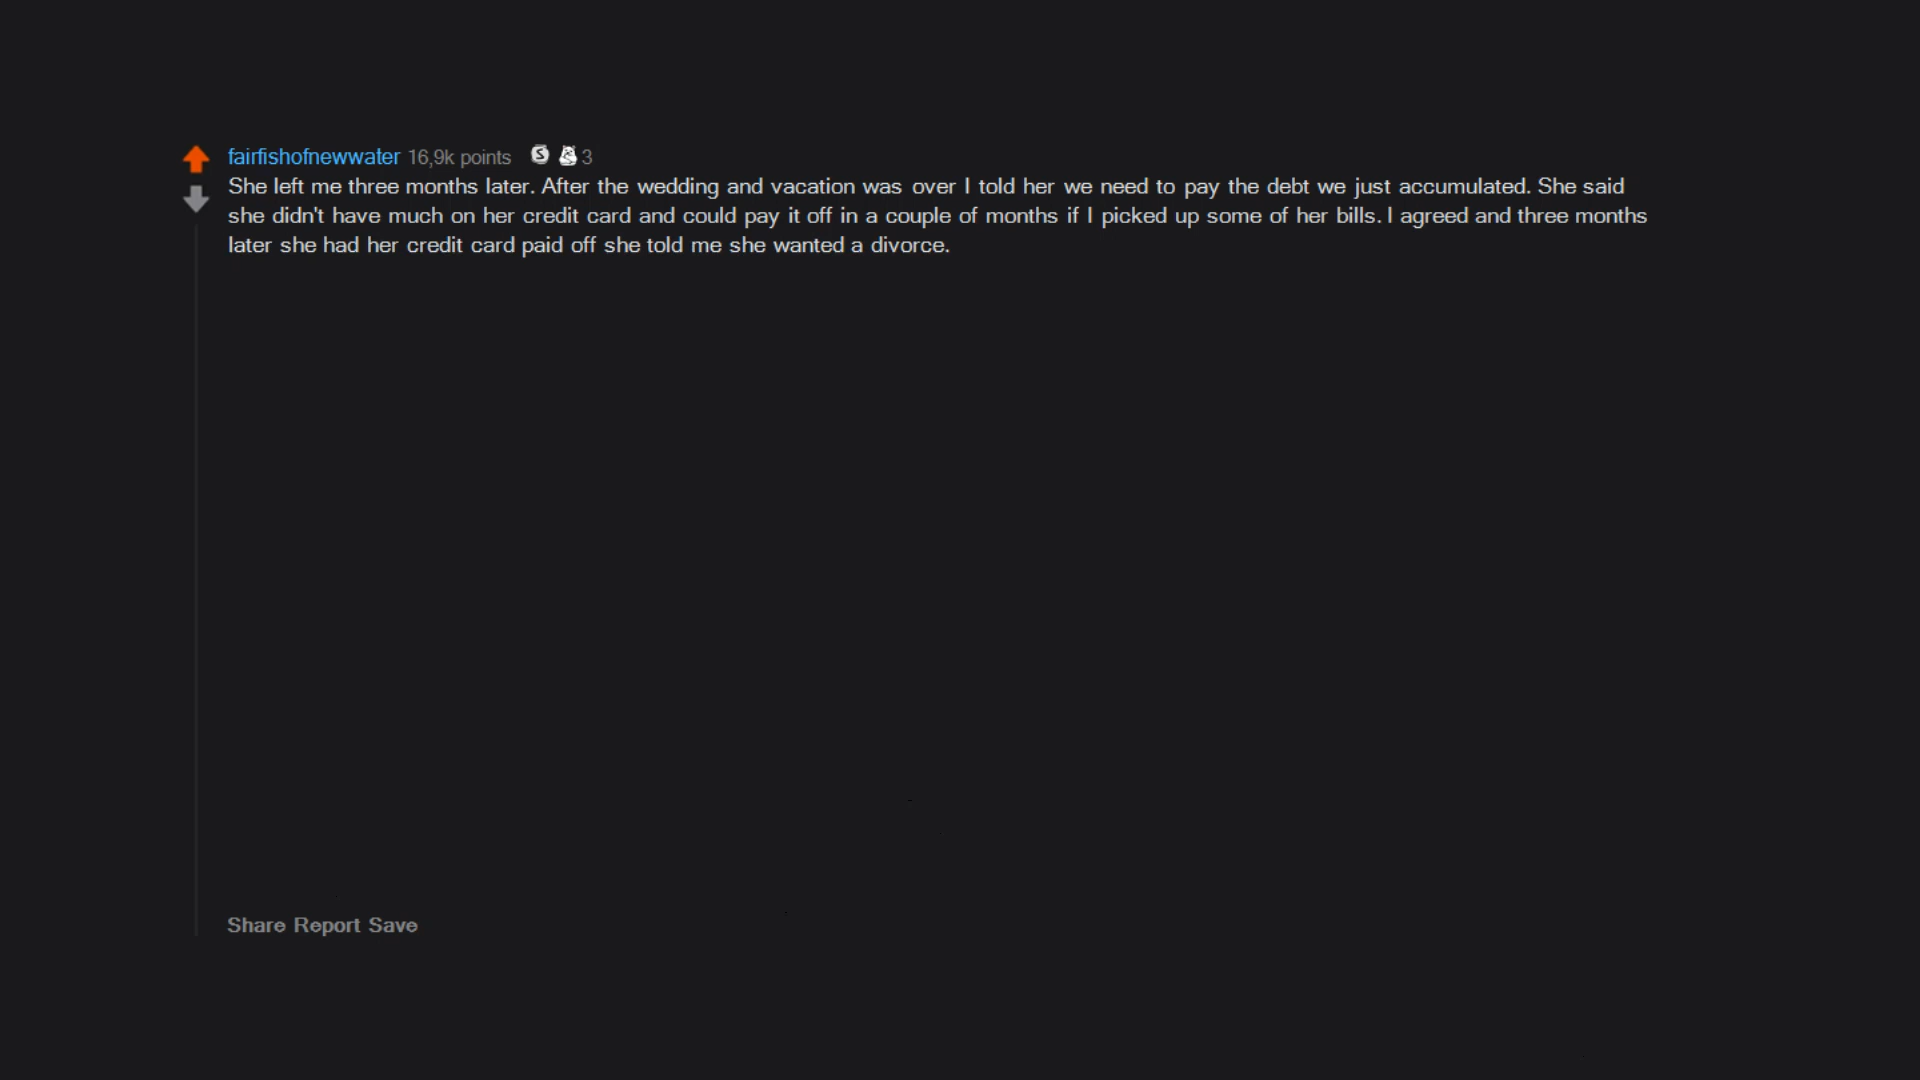 fairfishofnewwater 16,9k points S 3
She left me three months later. After the wedding and vacation was over I told her we need to pay the debt we just accumulated. She said
she didn't have much on her credit card and could pay it off in a couple of months if I picked up some of her bills. I agreed and three months
later she had her credit card paid off she told me she wanted a divorce.
Share Report Save